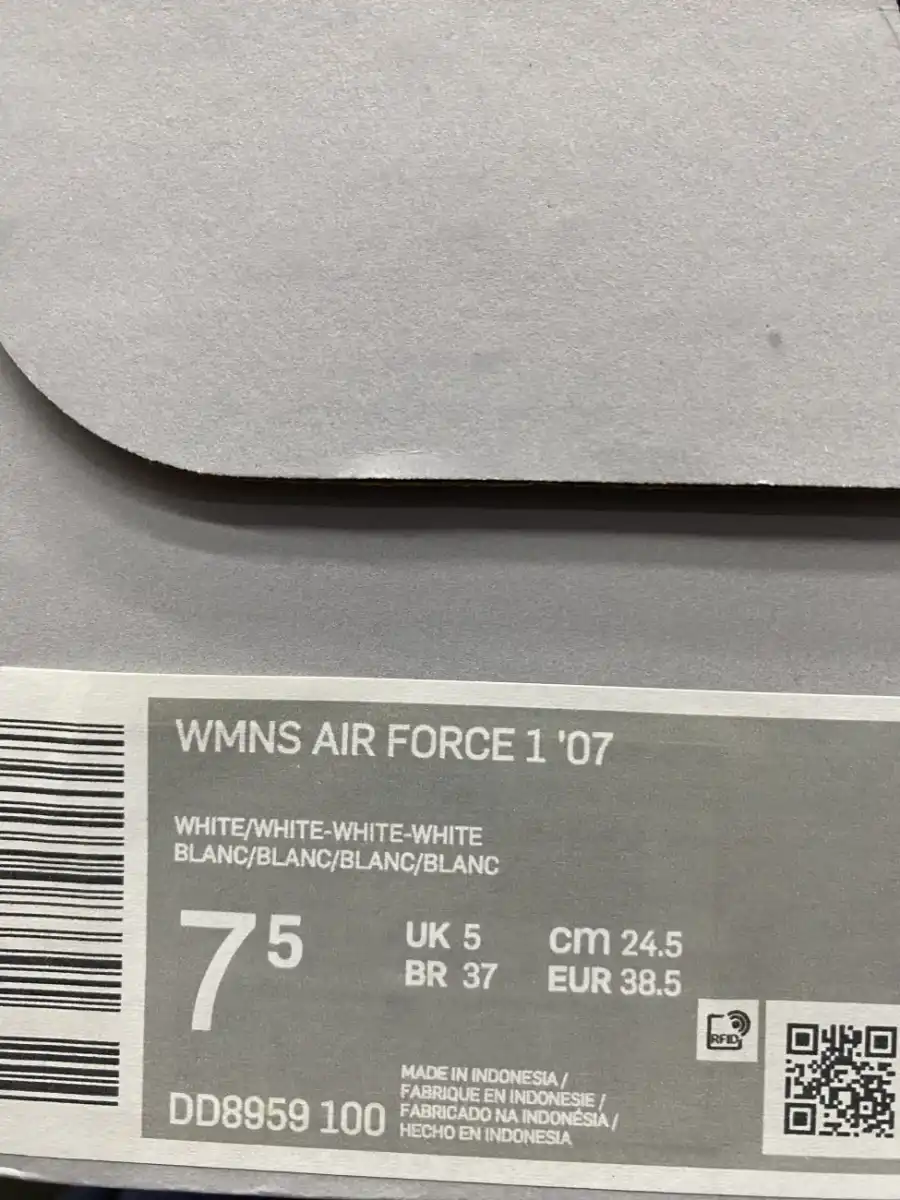 WMNS AIR FORCE 1 '07
WHITE/WHITE-WHITE-WHITE
BLANC/BLANC/BLANC/BLANC
7 5
UK 5 cm 24.5
BR 37 EUR 38.5
RFID
DD8959 100
MADE IN INDONESIA /
FABRIQUE EN INDONESIE /
FABRICADO NA INDONÉSIA /
HECHO EN INDONESIA